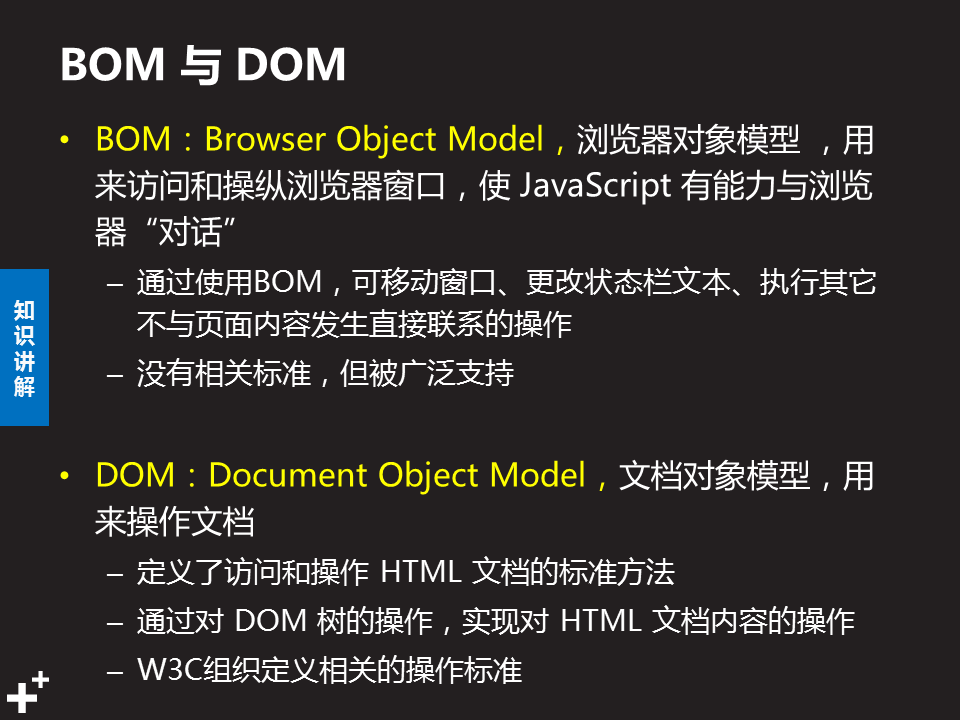 BOM 与 DOM
• BOM：Browser Object Model，浏览器对象模型 ，用
来访问和操纵浏览器窗口，使 JavaScript 有能力与浏览
器“对话”
– 通过使用BOM，可移动窗口、更改状态栏文本、执行其它
不与页面内容发生直接联系的操作
– 没有相关标准，但被广泛支持
知
识
讲
解
• DOM：Document Object Model，文档对象模型，用
来操作文档
– 定义了访问和操作 HTML 文档的标准方法
– 通过对 DOM 树的操作，实现对 HTML 文档内容的操作
– W3C组织定义相关的操作标准